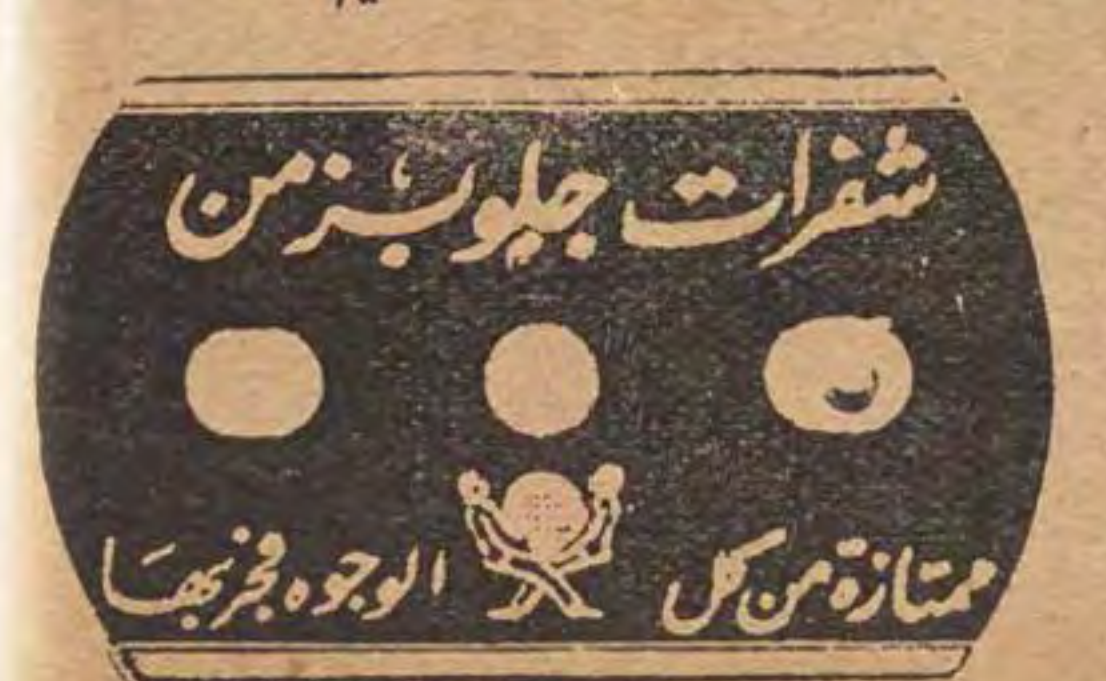 شفرات جلوبزمن
ممتازة من كل الوجوه فجربها